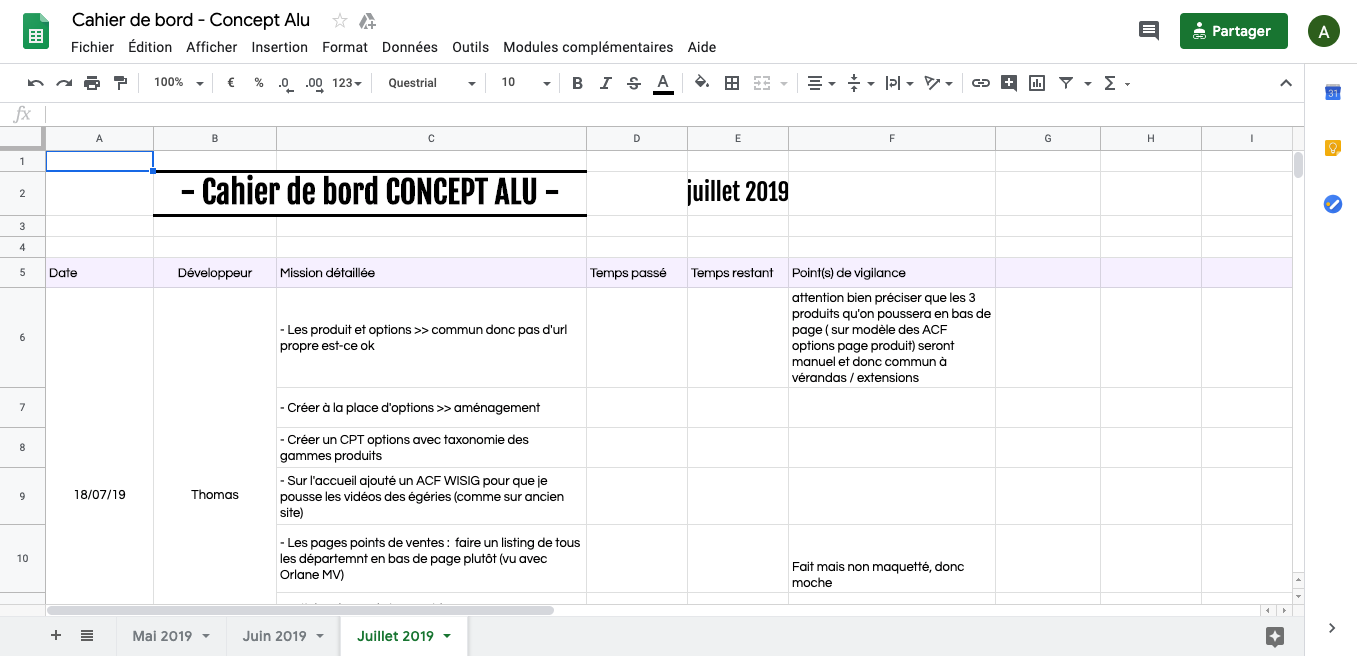 Cahier de bord - Concept Alu
Fichier Édition Afficher Insertion Format Données Outils Modules complémentaires Aide
Partager
A
100% € % .0 .00 123 Questrial 10 B I S A Σ
31
fx
A B C D E F G H I
1
2 - Cahier de bord CONCEPT ALU - juillet 2019
3
4
5 Date Développeur Mission détaillée Temps passé Temps restant Point(s) de vigilance
6
- Les produit et options >> commun donc pas d'url
propre est-ce ok
attention bien préciser que les 3
produits qu'on poussera en bas de
page ( sur modèle des ACF
options page produit) seront
manuel et donc commun à
vérandas / extensions
7 - Créer à la place d'options >> aménagement
8
- Créer un CPT options avec taxonomie des
gammes produits
9
18/07/19 Thomas
- Sur l'accueil ajouté un ACF WISIG pour que je
pousse les vidéos des égéries (comme sur ancien
site)
10
- Les pages points de ventes : faire un listing de tous
les départemnt en bas de page plutôt (vu avec
Orlane MV)
Fait mais non maquetté, donc
moche
Mai 2019 Juin 2019 Juillet 2019